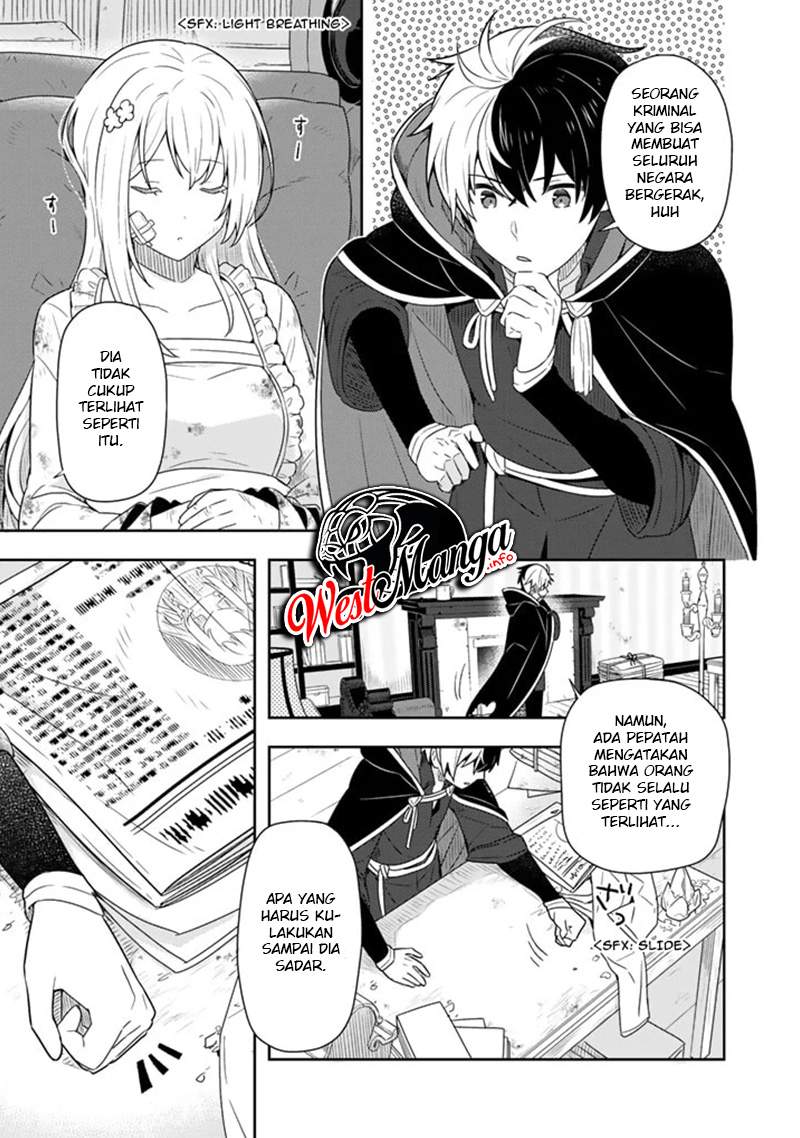 SEORANG
KRIMINAL
YANG BISA
MEMBUAT
SELURUH
NEGARA
BERGERAK,
HUH
<SFX: LIGHT BREATHING>
すー
すー
DIA
TIDAK
CUKUP
TERLIHAT
SEPERTI
ITU.
WestManga
.info
NAMUN,
ADA PEPATAH
MENGATAKAN
BAHWA ORANG
TIDAK SELALU
SEPERTI YANG
TERLIHAT...
<SFX: SLIDE>
APA YANG
HARUS KU-
LAKUKAN
SAMPAI DIA
SADAR.